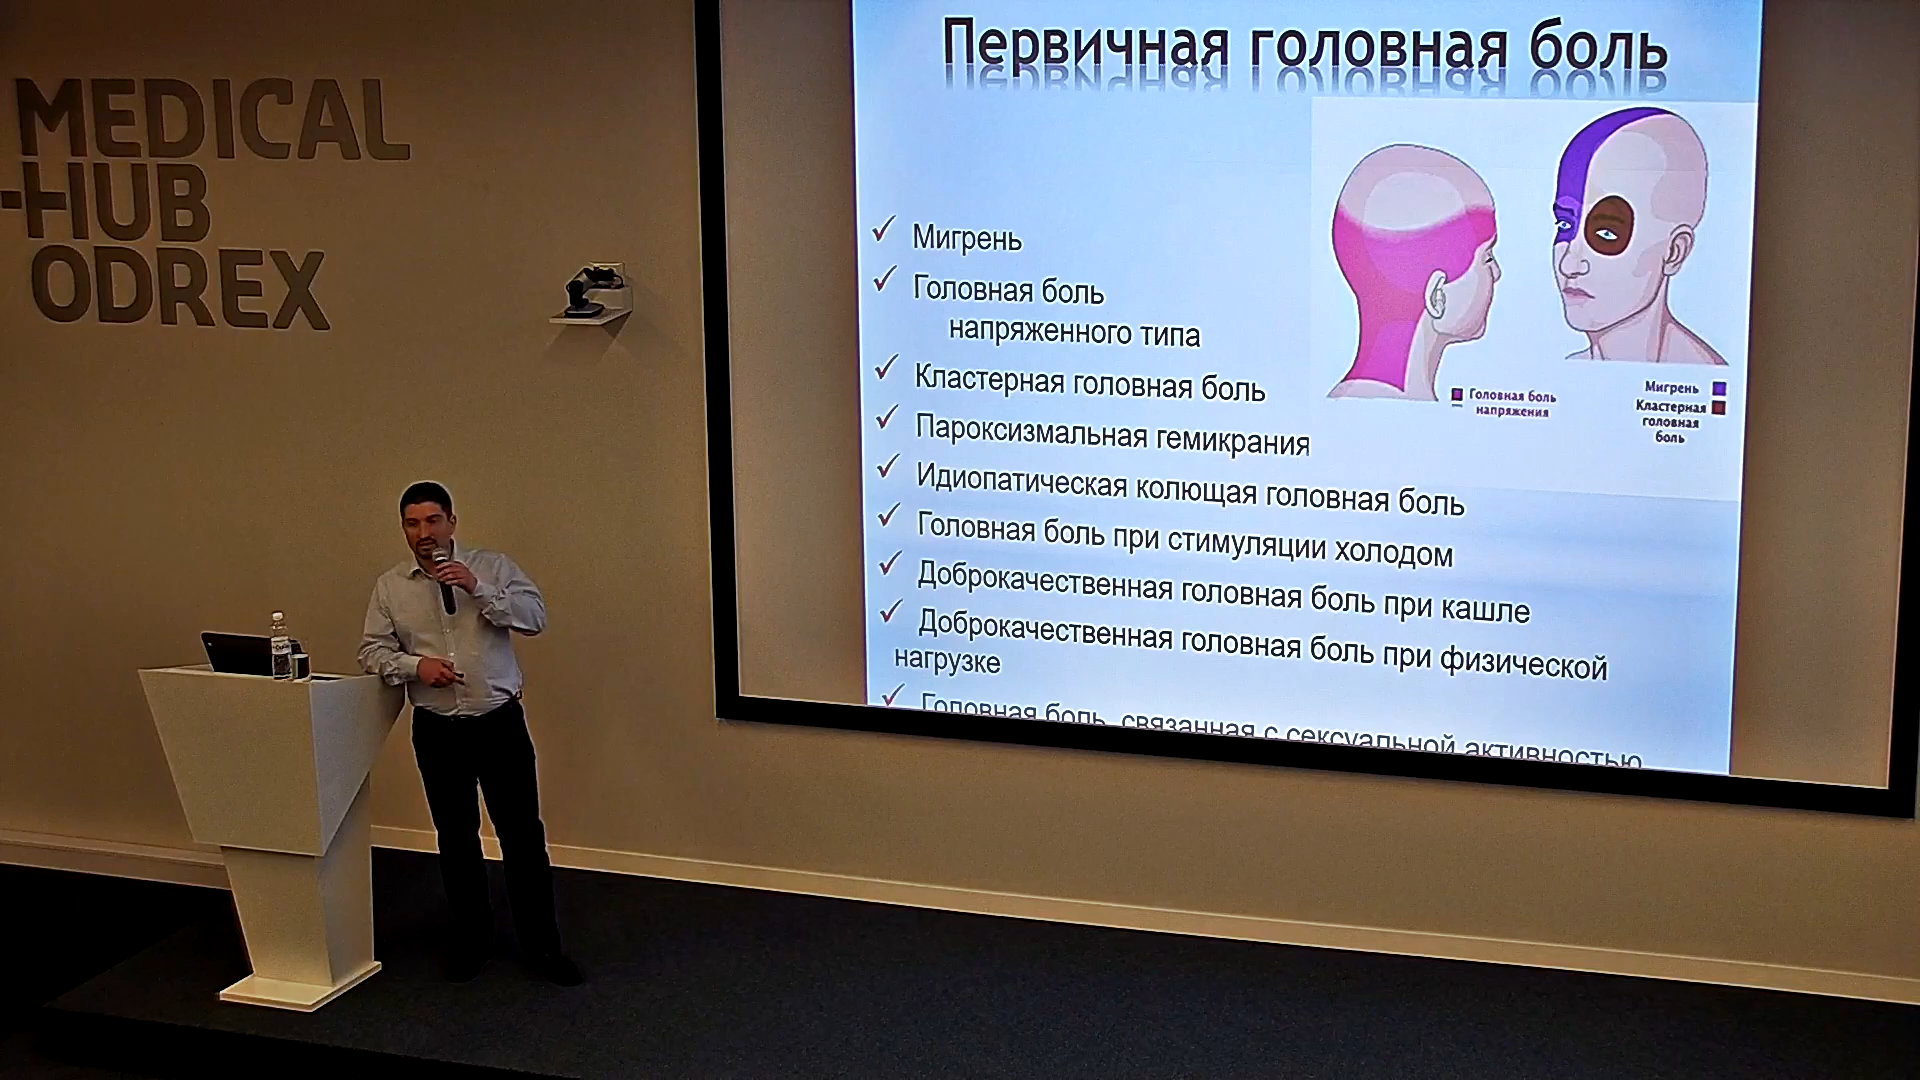 MEDICAL
HUB
ODREX
Первичная головная боль
Мигрень
Головная боль
напряженного типа
Кластерная головная боль
Пароксизмальная гемикрания
Идиопатическая колющая головная боль
Головная боль при стимуляции холодом
Доброкачественная головная боль при кашле
Доброкачественная головная боль при физической
нагрузке
Головная боль, связанная с сексуальной активностью
Головная боль
напряжения
Мигрень
Кластерная
головная
боль